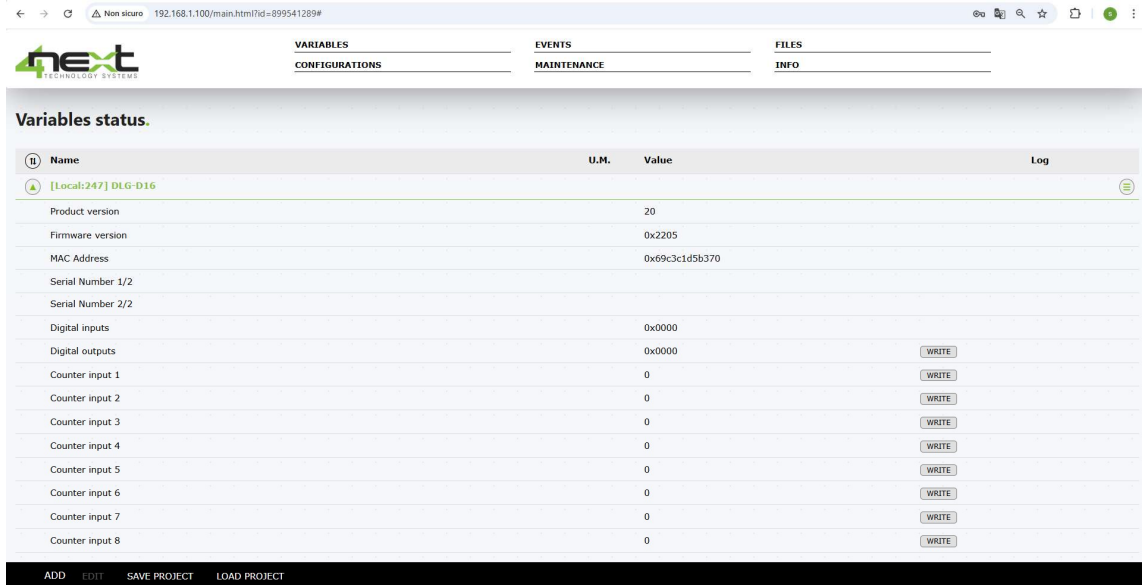 Non sicuro 192.168.1.100/main.html?id=899541289#
4next
TECHNOLOGY SYSTEMS
VARIABLES EVENTS FILES
CONFIGURATIONS MAINTENANCE INFO
Variables status.
Name U.M. Value Log
[Local:247] DLG-D16
Product version 20
Firmware version 0x2205
MAC Address 0x69c3c1d5b370
Serial Number 1/2
Serial Number 2/2
Digital inputs 0x0000
Digital outputs 0x0000 WRITE
Counter input 1 0 WRITE
Counter input 2 0 WRITE
Counter input 3 0 WRITE
Counter input 4 0 WRITE
Counter input 5 0 WRITE
Counter input 6 0 WRITE
Counter input 7 0 WRITE
Counter input 8 0 WRITE
ADD EDIT SAVE PROJECT LOAD PROJECT